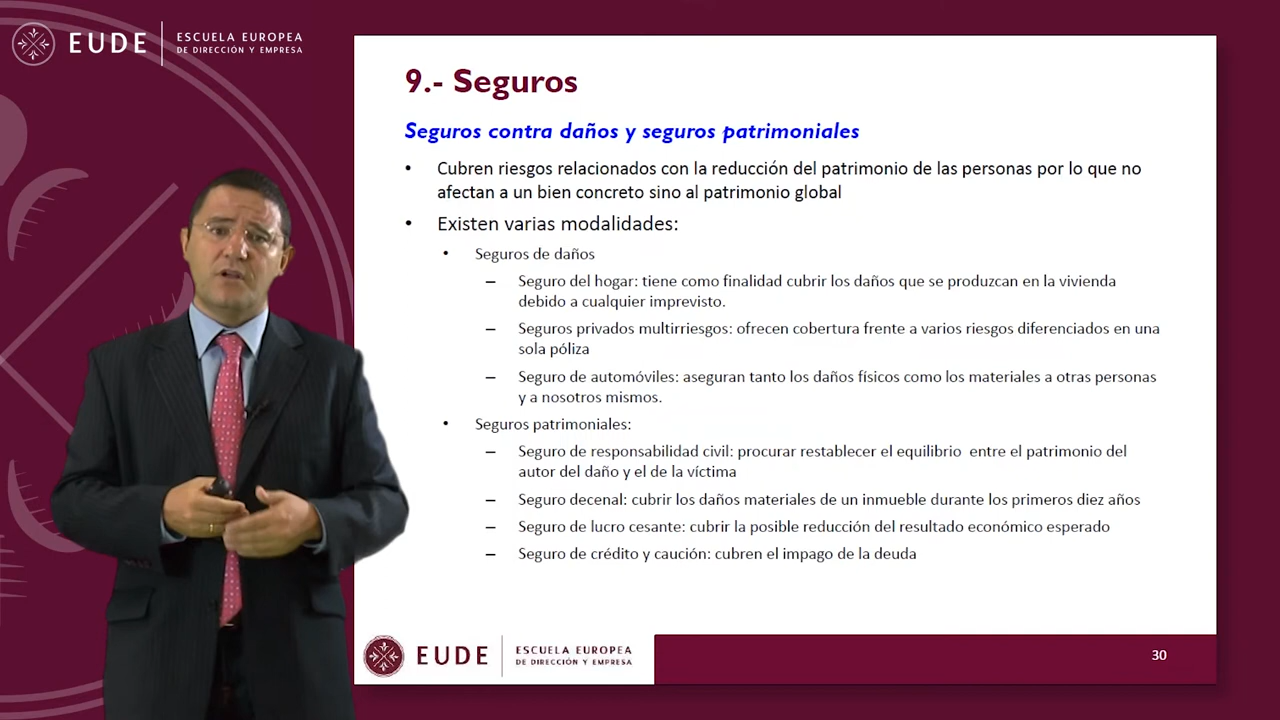 EUDE
ESCUELA EUROPEA
DE DIRECCIÓN Y EMPRESA
9.- Seguros
Seguros contra daños y seguros patrimoniales
• Cubren riesgos relacionados con la reducción del patrimonio de las personas por lo que no
afectan a un bien concreto sino al patrimonio global
• Existen varias modalidades:
• Seguros de daños
– Seguro del hogar: tiene como finalidad cubrir los daños que se produzcan en la vivienda
debido a cualquier imprevisto.
– Seguros privados multirriesgos: ofrecen cobertura frente a varios riesgos diferenciados en una
sola póliza
– Seguro de automóviles: aseguran tanto los daños físicos como los materiales a otras personas
y a nosotros mismos.
• Seguros patrimoniales:
– Seguro de responsabilidad civil: procurar restablecer el equilibrio entre el patrimonio del
autor del daño y el de la víctima
– Seguro decenal: cubrir los daños materiales de un inmueble durante los primeros diez años
– Seguro de lucro cesante: cubrir la posible reducción del resultado económico esperado
– Seguro de crédito y caución: cubren el impago de la deuda
EUDE
ESCUELA EUROPEA
DE DIRECCIÓN Y EMPRESA
30